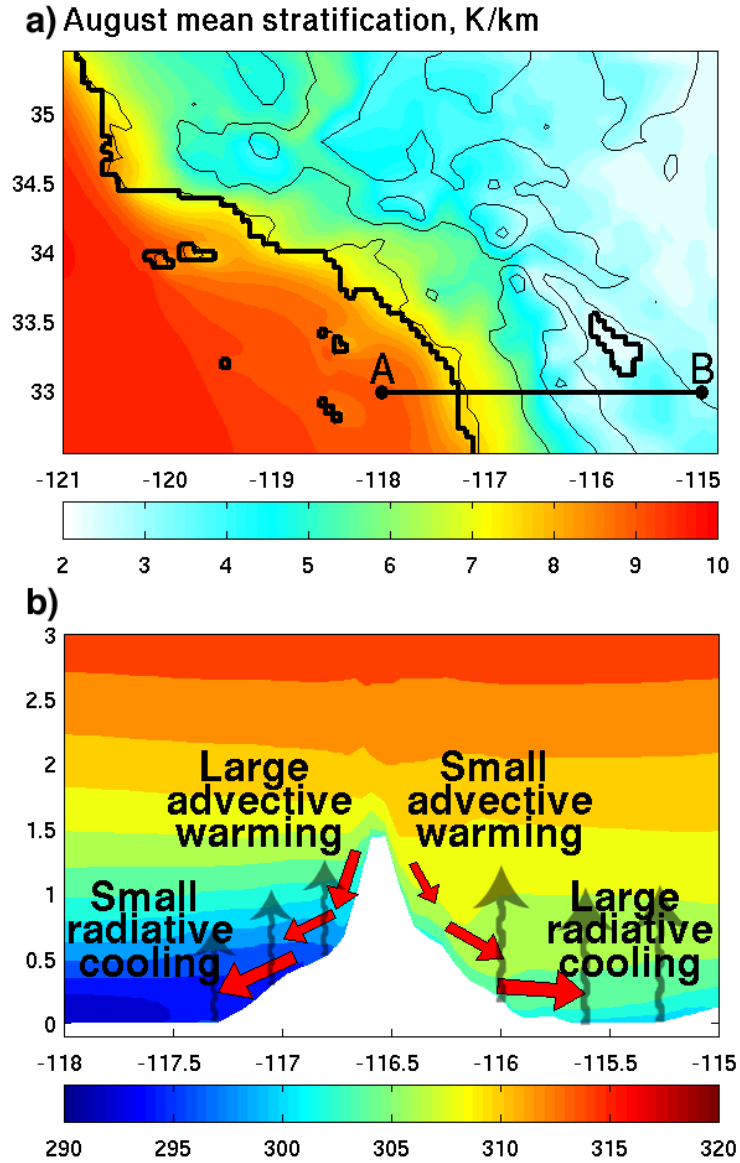 a) August mean stratification, K/km
35
34.5
34
33.5
33
A
B
-121 -120 -119 -118 -117 -116 -115
2 3 4 5 6 7 8 9 10
b)
3
2.5
2
1.5
1
0.5
0
Large
advective
warming
Small
advective
warming
Small
radiative
cooling
Large
radiative
cooling
-118 -117.5 -117 -116.5 -116 -115.5 -115
290 295 300 305 310 315 320